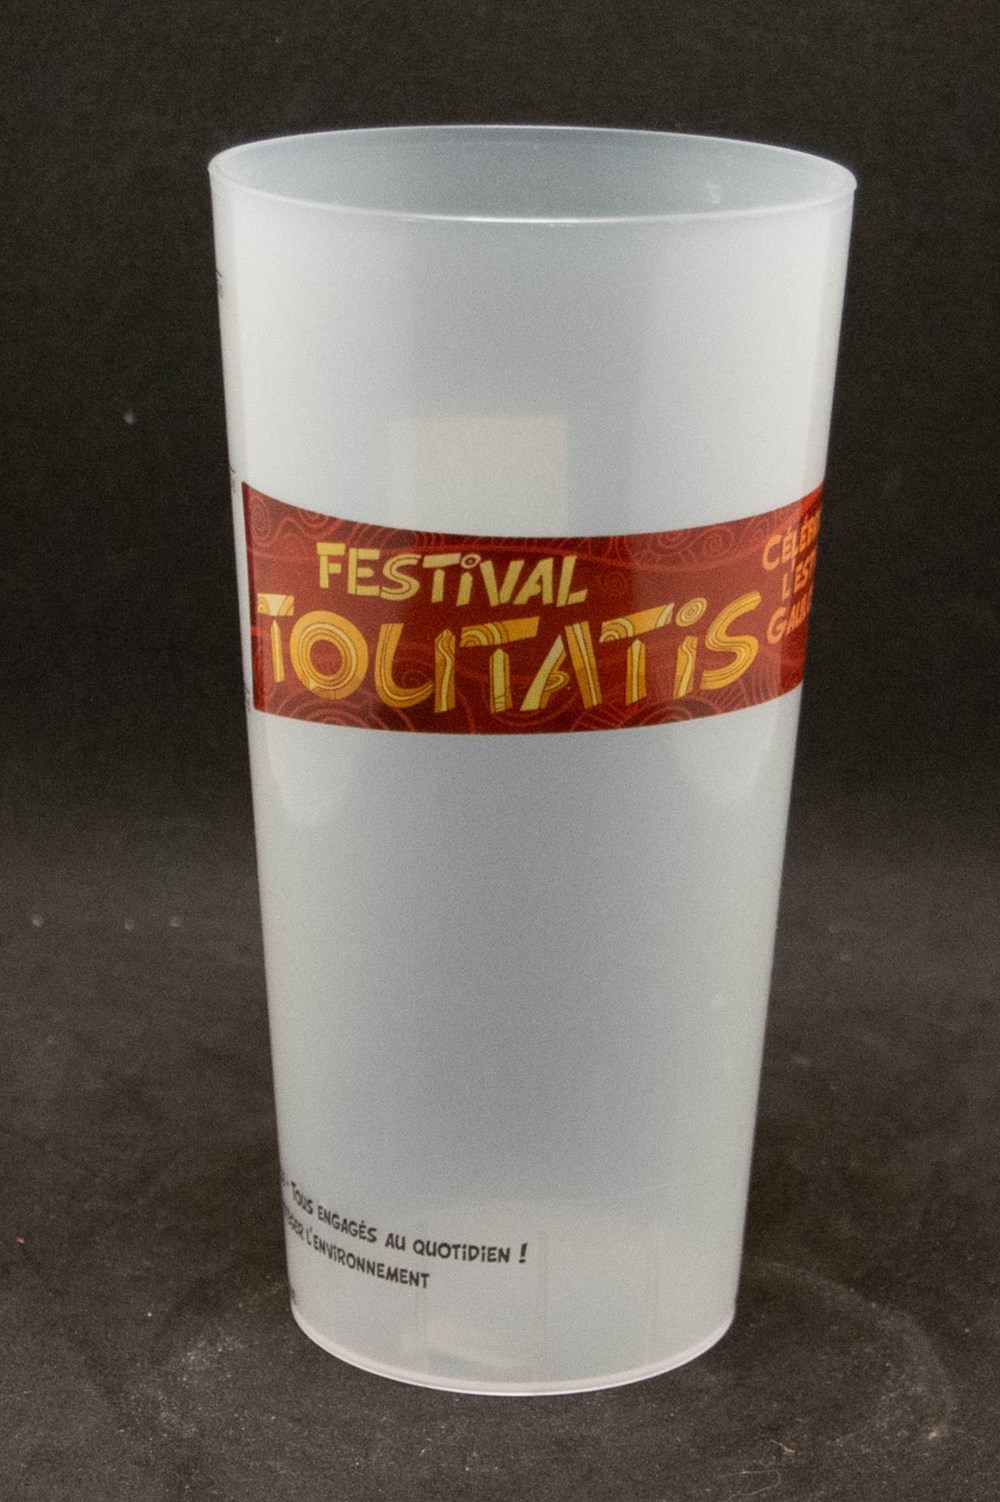 FESTIVAL
TOUTATIS
TOUS ENGAGÉS AU QUOTIDIEN !
L'ENVIRONNEMENT